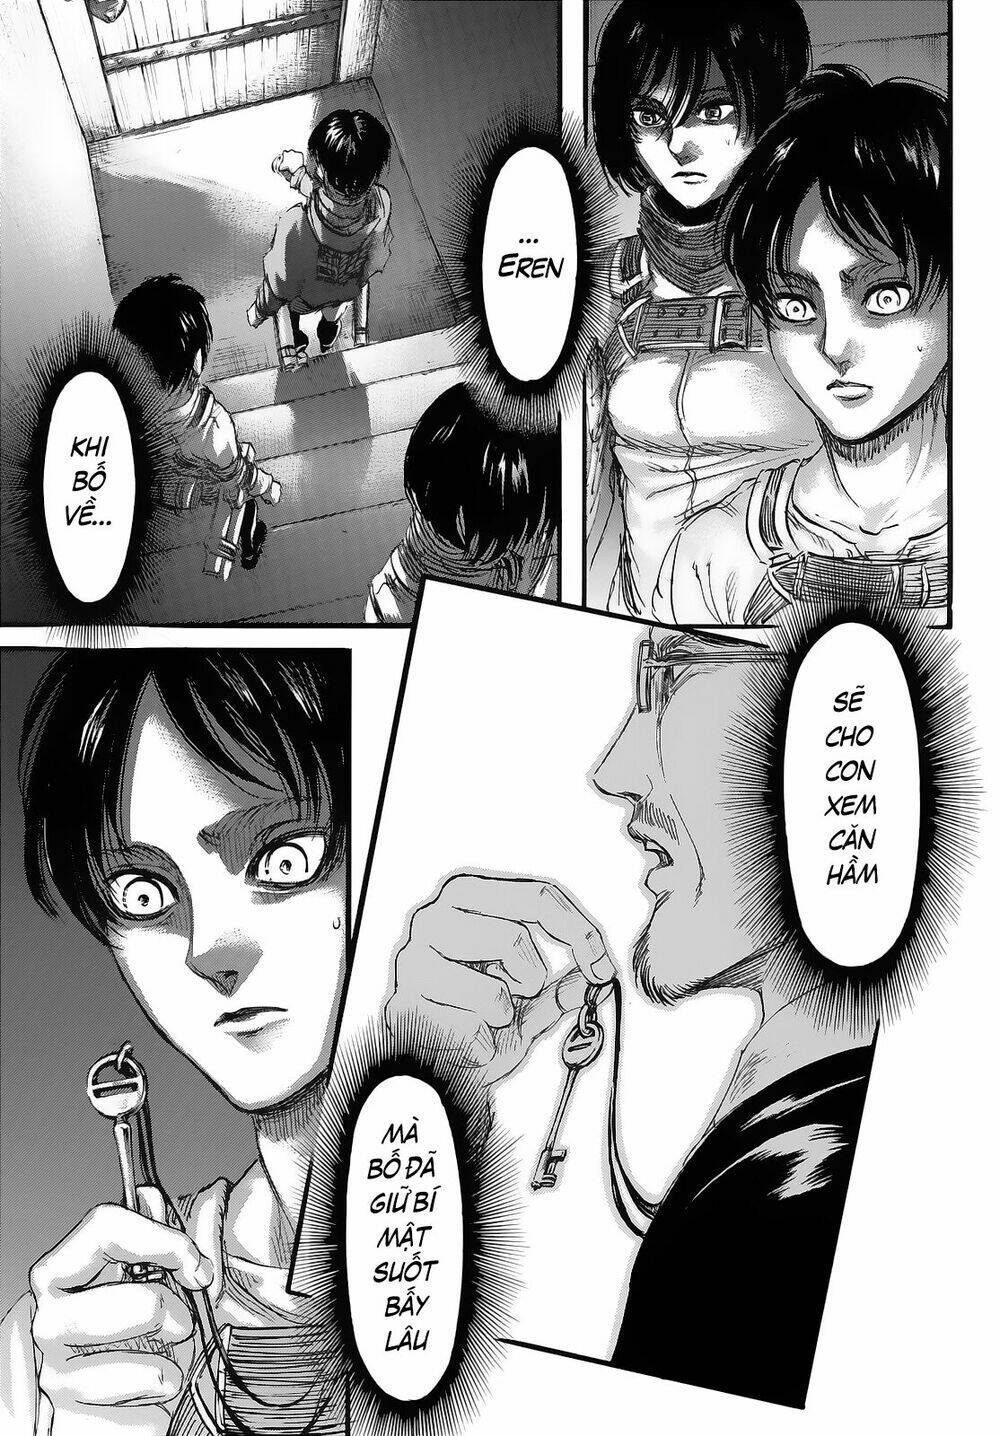 ...
EREN
KHI
BỐ
VỀ...
SẼ
CHO
CON
XEM
CĂN
HẦM
MÀ
BỐ ĐÃ
GIỮ BÍ
MẬT
SUỐT
BẤY
LÂU